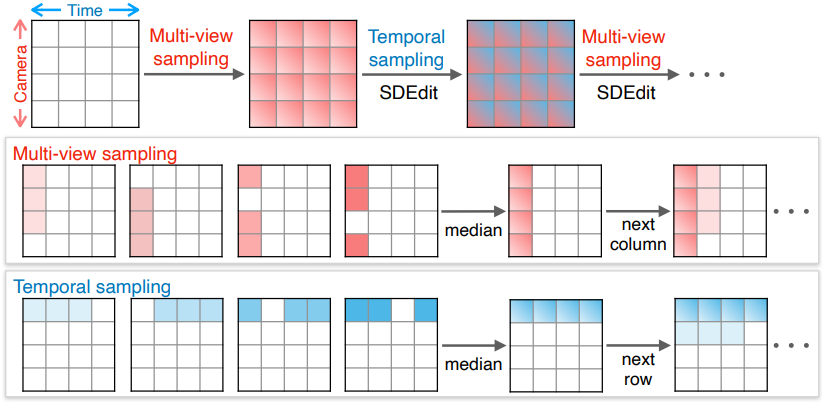 Time
Camera
Multi-view
sampling
Temporal
sampling
SDEdit
Multi-view
sampling
SDEdit
• • •
Multi-view sampling
median
next
column
• • •
Temporal sampling
median
next
row
• • •